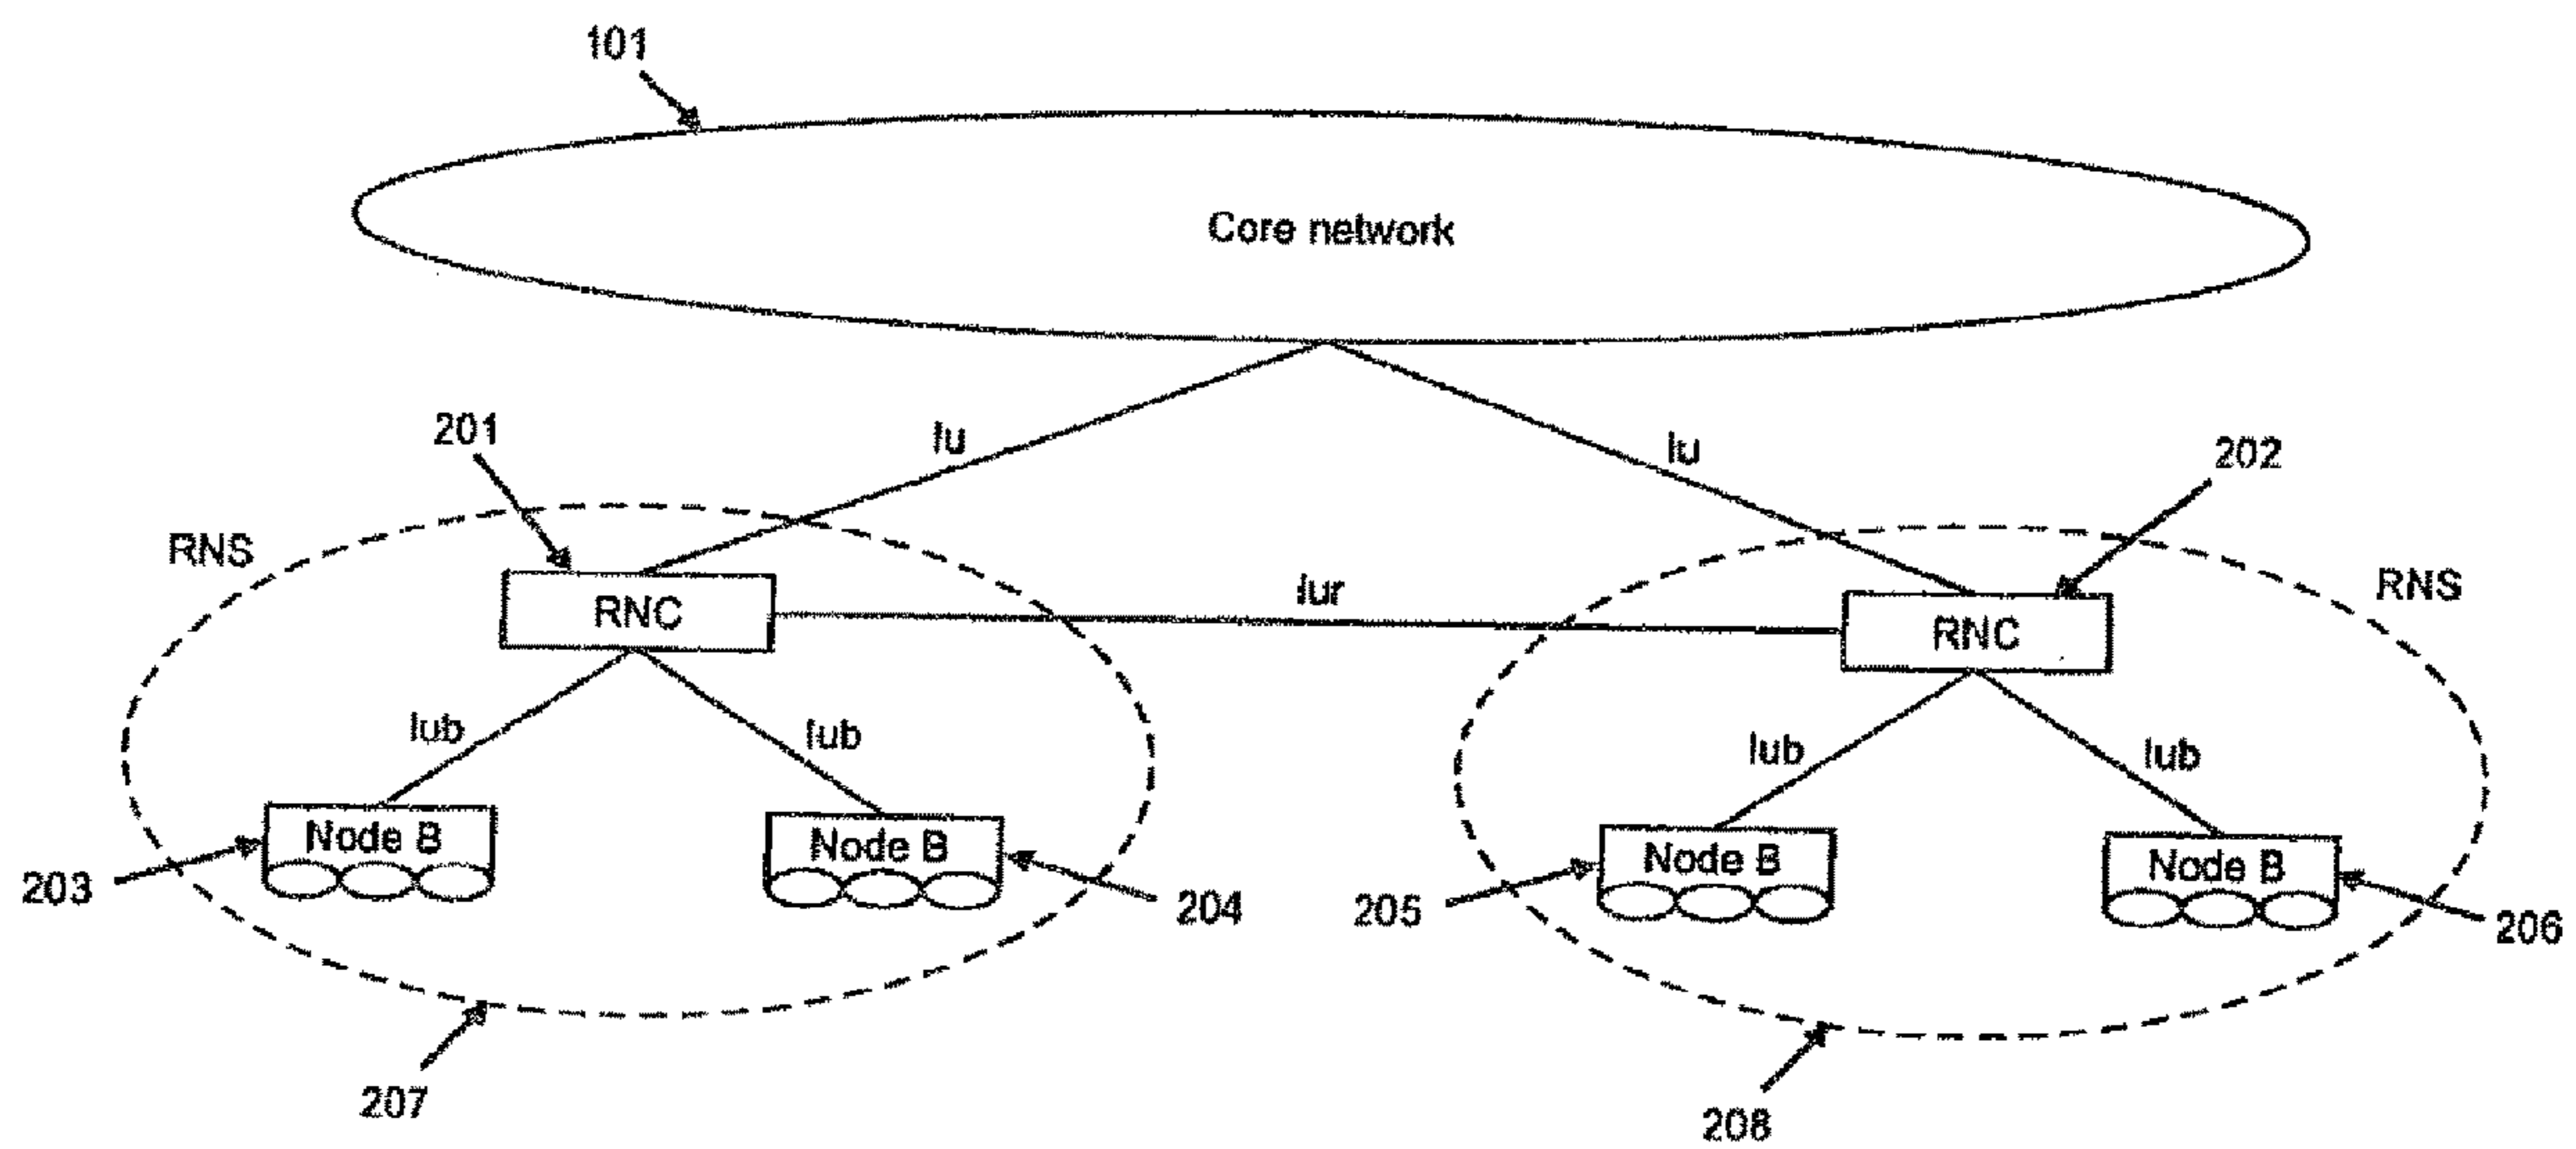 101
Core network
201
Iu
Iu
202
RNS
RNC
Iur
RNC
RNS
Iub
Iub
Iub
Iub
Node B
Node B
Node B
Node B
203
204
205
206
207
208